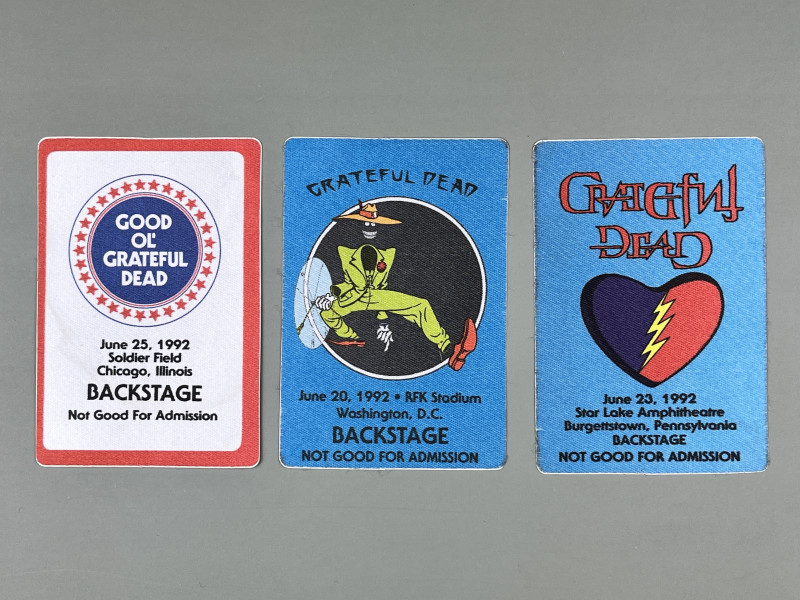 GOOD
OL'
GRATEFUL
DEAD
June 25, 1992
Soldier Field
Chicago, Illinois
BACKSTAGE
Not Good For Admission
GRATEFUL DEAD
June 20, 1992 • RFK Stadium
Washington, D.C.
BACKSTAGE
NOT GOOD FOR ADMISSION
GRATEFUL
DEAD
June 23, 1992
Star Lake Amphitheatre
Burgettstown, Pennsylvania
BACKSTAGE
NOT GOOD FOR ADMISSION